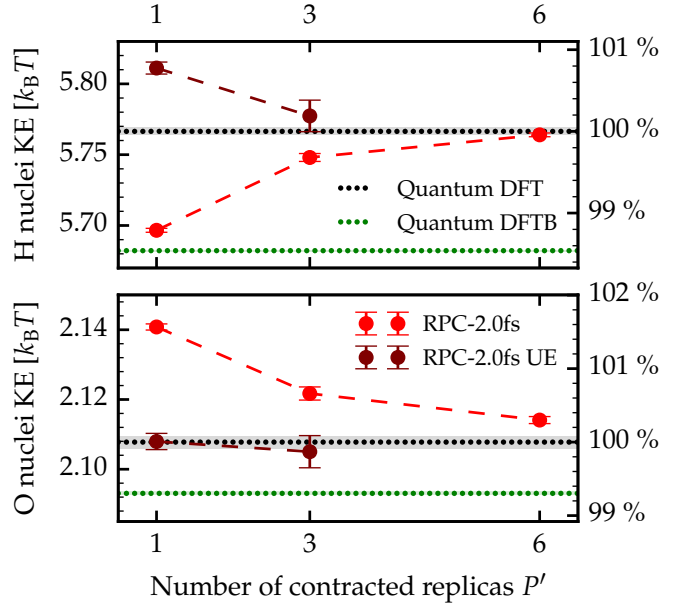 1 3 6
H nuclei KE [k_BT]
5.80
5.75
5.70
101 %
100 %
99 %
Quantum DFT
Quantum DFTB
O nuclei KE [k_BT]
2.14
2.12
2.10
102 %
101 %
100 %
99 %
RPC-2.0fs
RPC-2.0fs UE
1 3 6
Number of contracted replicas P′